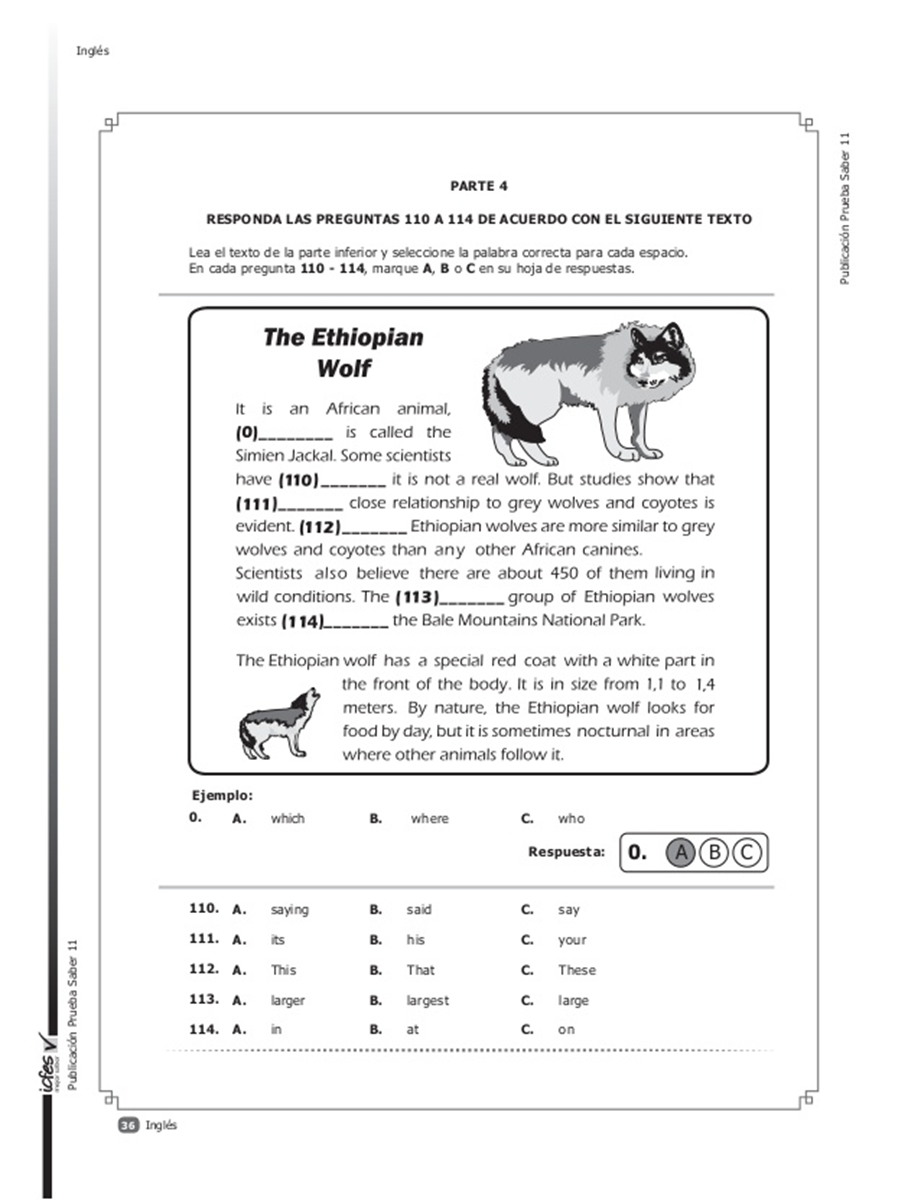 Inglés
Publicación Prueba Saber 11
PARTE 4
RESPONDA LAS PREGUNTAS 110 A 114 DE ACUERDO CON EL SIGUIENTE TEXTO
Lea el texto de la parte inferior y seleccione la palabra correcta para cada espacio.
En cada pregunta 110 - 114, marque A, B o C en su hoja de respuestas.
The Ethiopian
Wolf
It is an African animal,
(0)________ is called the
Simien Jackal. Some scientists
have (110)_______ it is not a real wolf. But studies show that
(111)_______ close relationship to grey wolves and coyotes is
evident. (112)_______ Ethiopian wolves are more similar to grey
wolves and coyotes than any other African canines.
Scientists also believe there are about 450 of them living in
wild conditions. The (113)_______ group of Ethiopian wolves
exists (114)_______ the Bale Mountains National Park.
The Ethiopian wolf has a special red coat with a white part in
the front of the body. It is in size from 1,1 to 1,4
meters. By nature, the Ethiopian wolf looks for
food by day, but it is sometimes nocturnal in areas
where other animals follow it.
Ejemplo:
0. A. which B. where C. who
Respuesta: 0. A B C
110. A. saying B. said C. say
111. A. its B. his C. your
112. A. This B. That C. These
113. A. larger B. largest C. large
114. A. in B. at C. on
Publicación Prueba Saber 11
icfes
36 Inglés